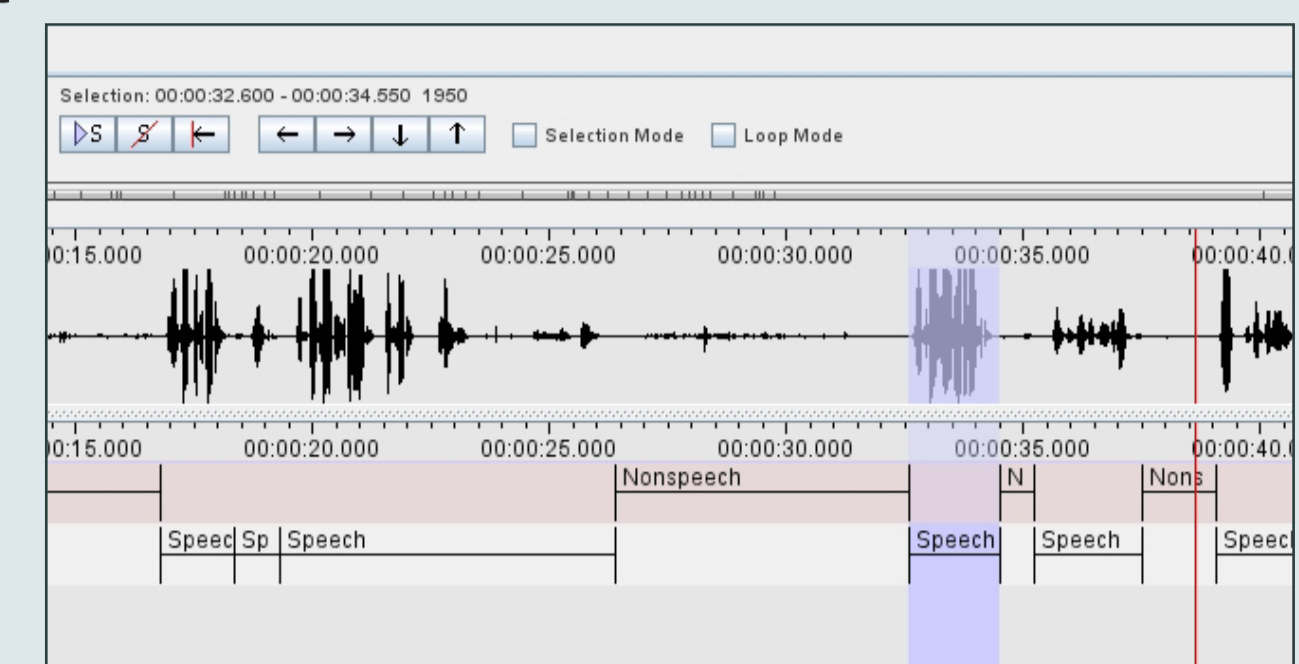 Selection: 00:00:32.600 - 00:00:34.550 1950
S S Selection Mode Loop Mode
0:15.000 00:00:20.000 00:00:25.000 00:00:30.000 00:00:35.000 00:00:40.
0:15.000 00:00:20.000 00:00:25.000 00:00:30.000 00:00:35.000 00:00:40.
Nonspeech N Nons
Speec Sp Speech Speech Speech Speech